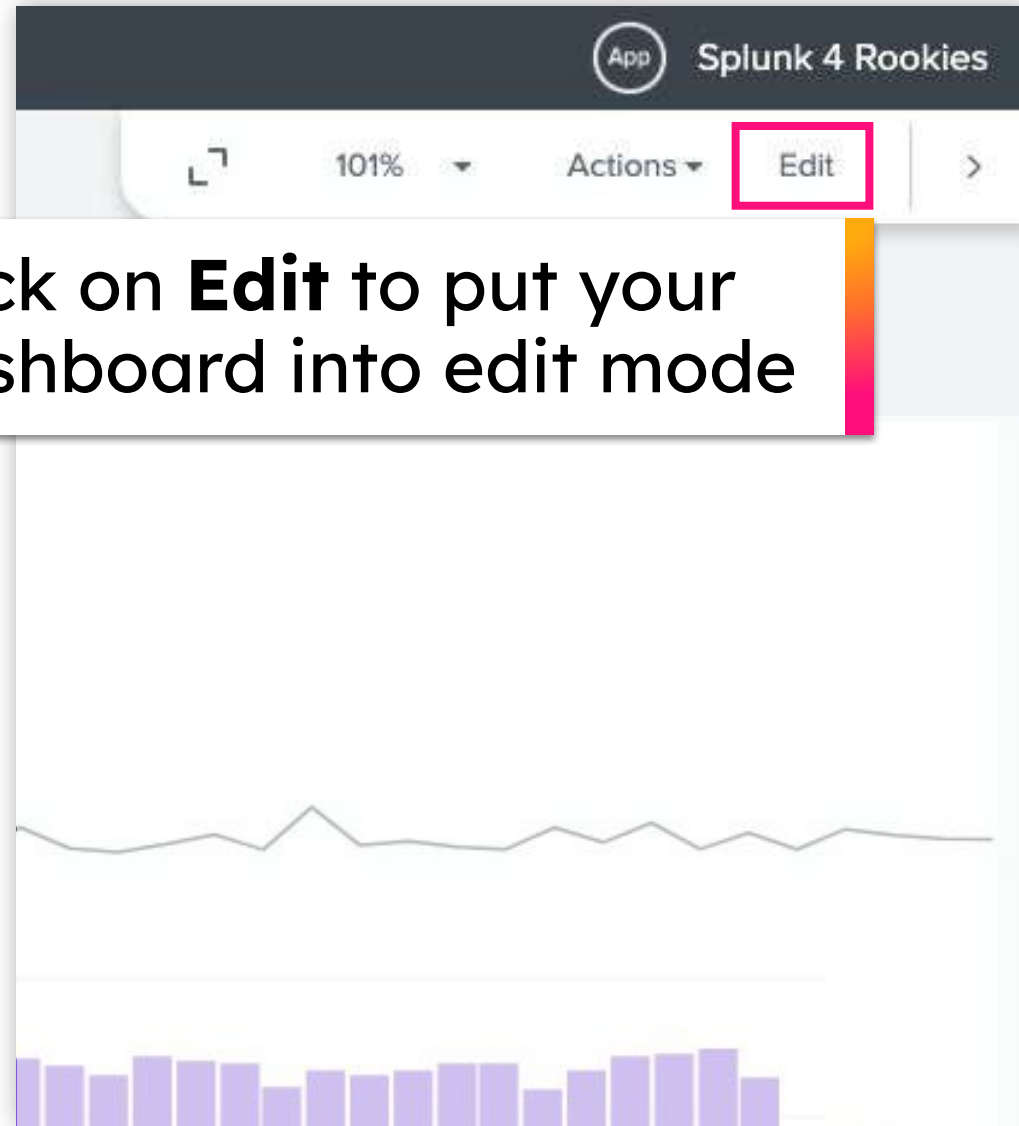 App Splunk 4 Rookies
101% Actions Edit
ck on Edit to put your
shboard into edit mode